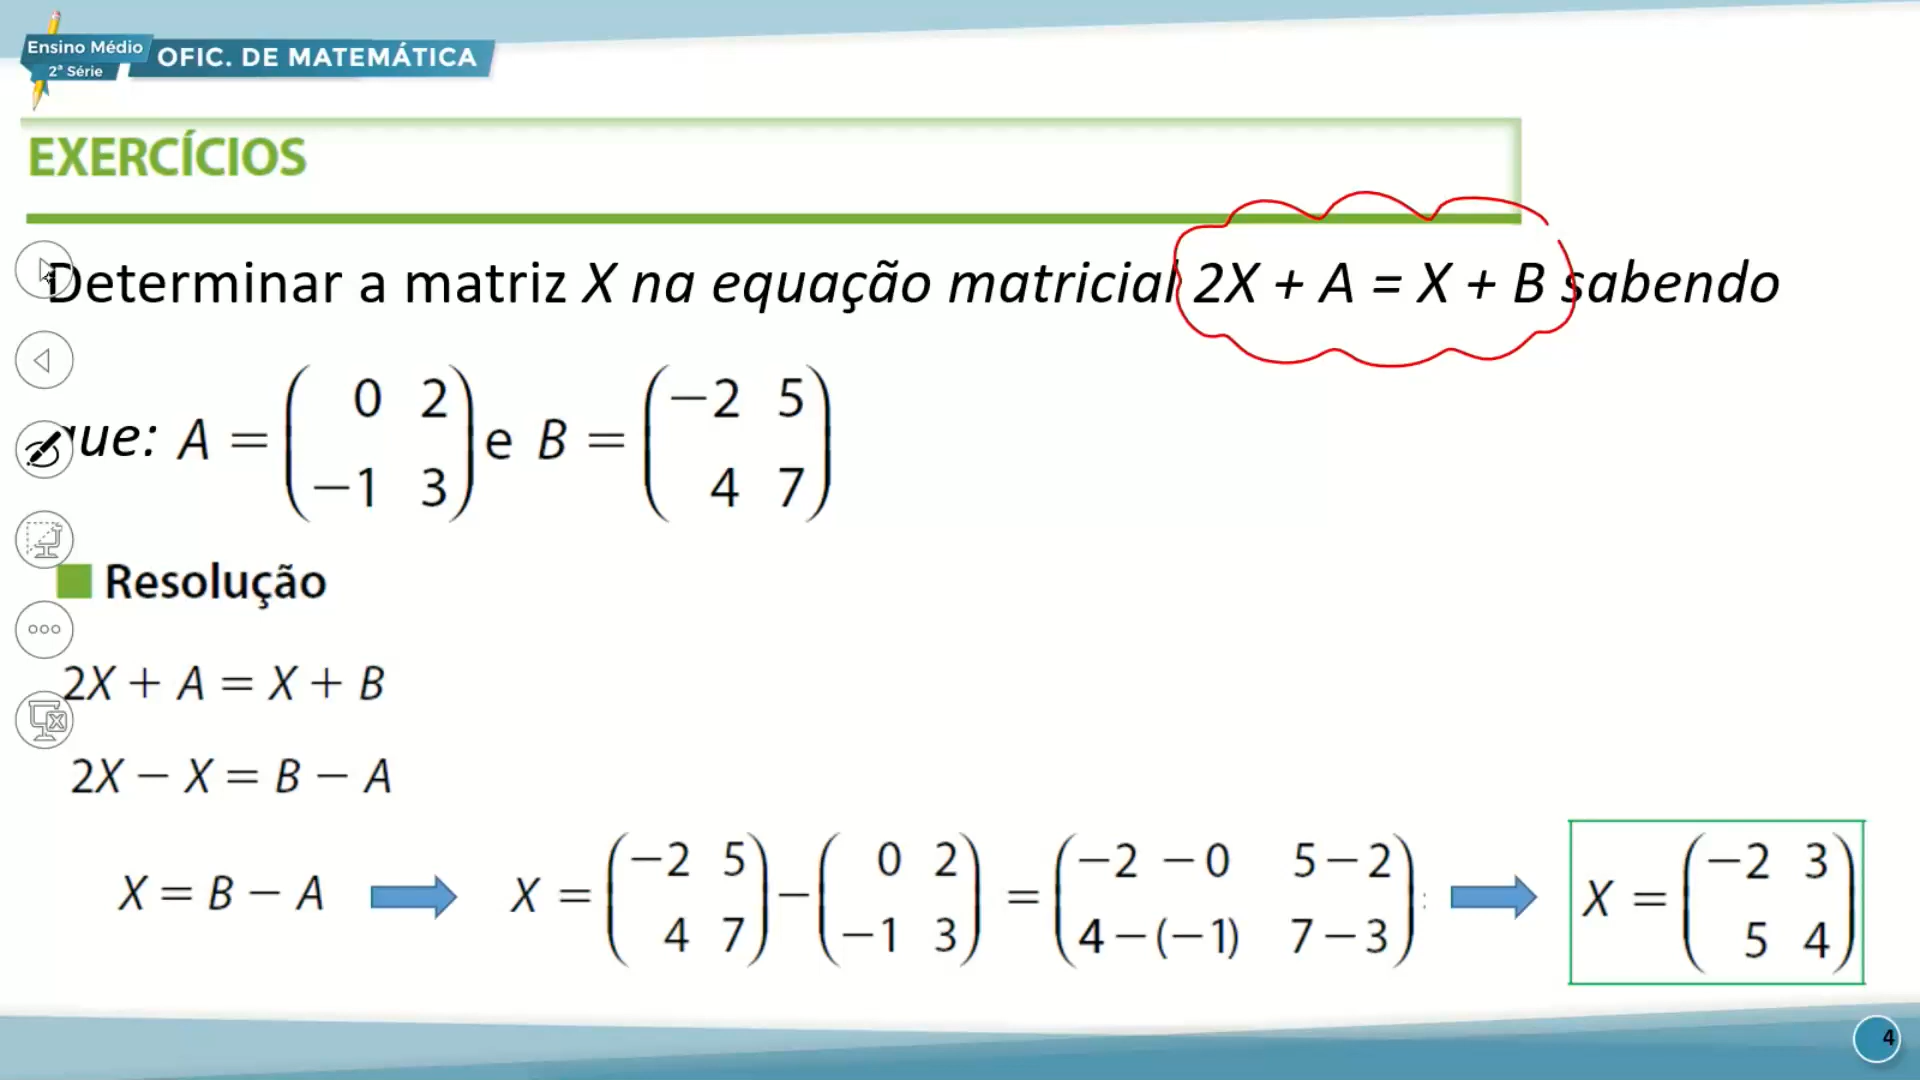 Ensino Médio
2ª Série
OFIC. DE MATEMÁTICA
EXERCÍCIOS
Determinar a matriz X na equação matricial 2X + A = X + B sabendo
que: A = ( 0 2 ) e B = ( −2 5 )
( −1 3 ) ( 4 7 )
Resolução
2X + A = X + B
2X − X = B − A
X = B − A X = ( −2 5 ) − ( 0 2 ) = ( −2 − 0 5 − 2 ) X = ( −2 3 )
( 4 7 ) ( −1 3 ) ( 4 − (−1) 7 − 3 ) ( 5 4 )
4